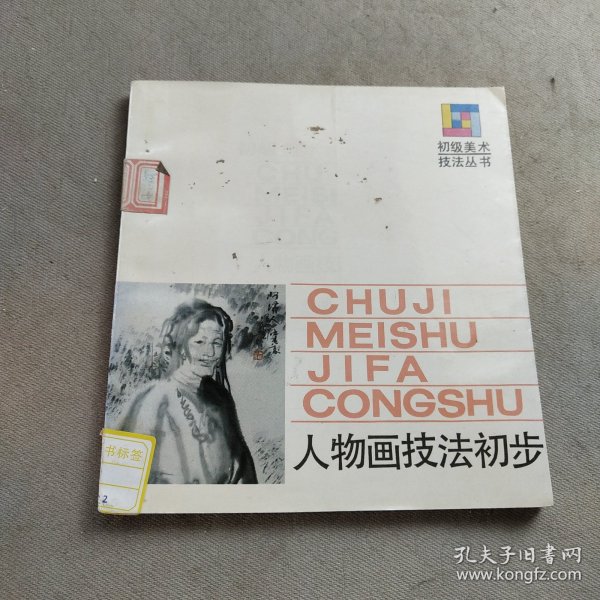 初级美术
技法丛书
CHUJI
MEISHU
JIFA
CONGSHU
人物画技法初步
书标签
2
孔夫子旧书网
www.kongfz.com